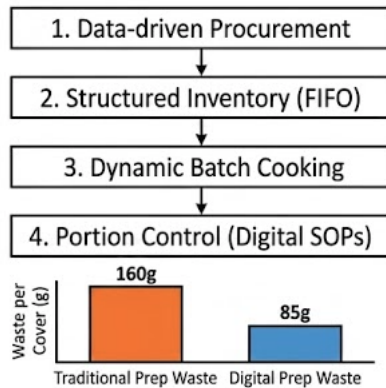 1. Data-driven Procurement
2. Structured Inventory (FIFO)
3. Dynamic Batch Cooking
4. Portion Control (Digital SOPs)
Waste per
Cover (g)
160g
85g
Traditional Prep Waste
Digital Prep Waste